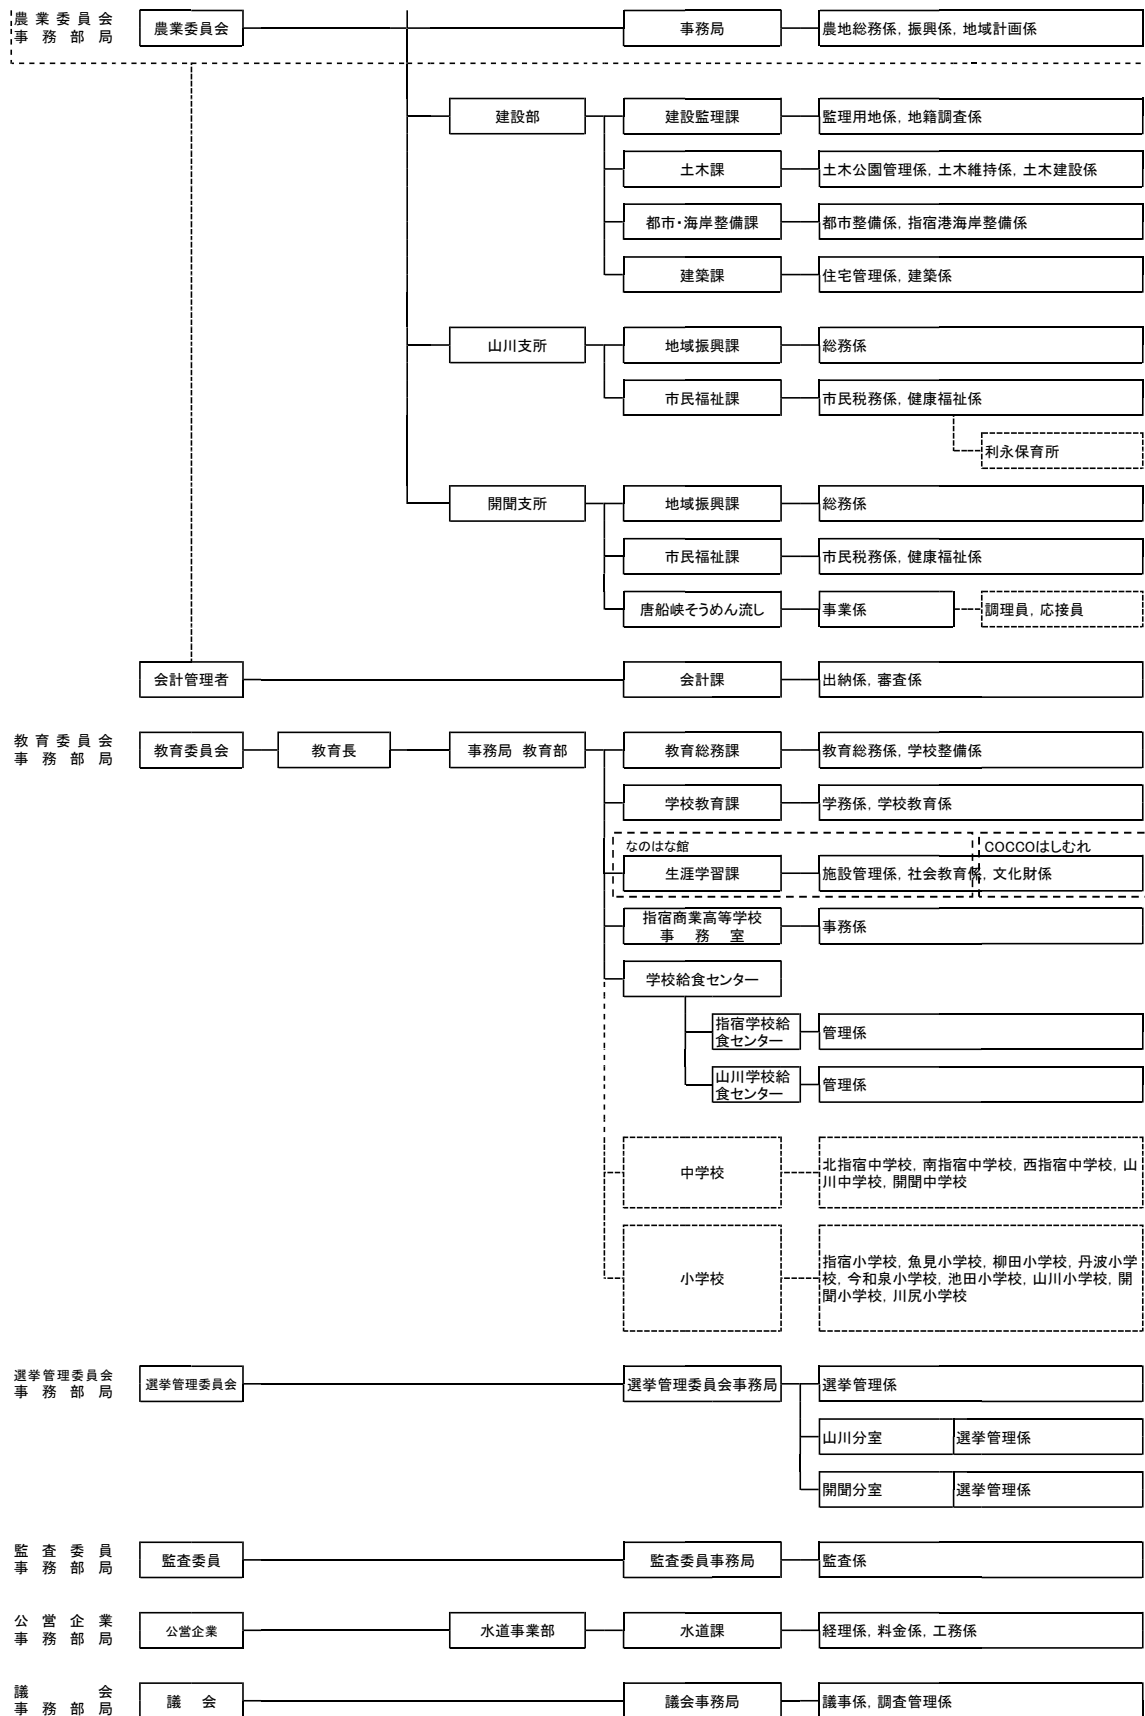 農業委員会
事務部局
農業委員会
事務局
農地総務係, 振興係, 地域計画係
建設部
建設監理課
監理用地係, 地籍調査係
土木課
土木公園管理係, 土木維持係, 土木建設係
都市・海岸整備課
都市整備係, 指宿港海岸整備係
建築課
住宅管理係, 建築係
山川支所
地域振興課
総務係
市民福祉課
市民税務係, 健康福祉係
利永保育所
開聞支所
地域振興課
総務係
市民福祉課
市民税務係, 健康福祉係
唐船峡そうめん流し
事業係
調理員, 応接員
会計管理者
会計課
出納係, 審査係
教育委員会
事務部局
教育委員会
教育長
事務局 教育部
教育総務課
教育総務係, 学校整備係
学校教育課
学務係, 学校教育係
なのはな館
COCCOはしむれ
生涯学習課
施設管理係, 社会教育係, 文化財係
指宿商業高等学校
事務室
事務係
学校給食センター
指宿学校給
食センター
管理係
山川学校給
食センター
管理係
中学校
北指宿中学校, 南指宿中学校, 西指宿中学校, 山
川中学校, 開聞中学校
小学校
指宿小学校, 魚見小学校, 柳田小学校, 丹波小学
校, 今和泉小学校, 池田小学校, 山川小学校, 開
聞小学校, 川尻小学校
選挙管理委員会
事務部局
選挙管理委員会
選挙管理委員会事務局
選挙管理係
山川分室
選挙管理係
開聞分室
選挙管理係
監査委員
事務部局
監査委員
監査委員事務局
監査係
公営企業
事務部局
公営企業
水道事業部
水道課
経理係, 料金係, 工務係
議会
事務部局
議 会
議会事務局
議事係, 調査管理係